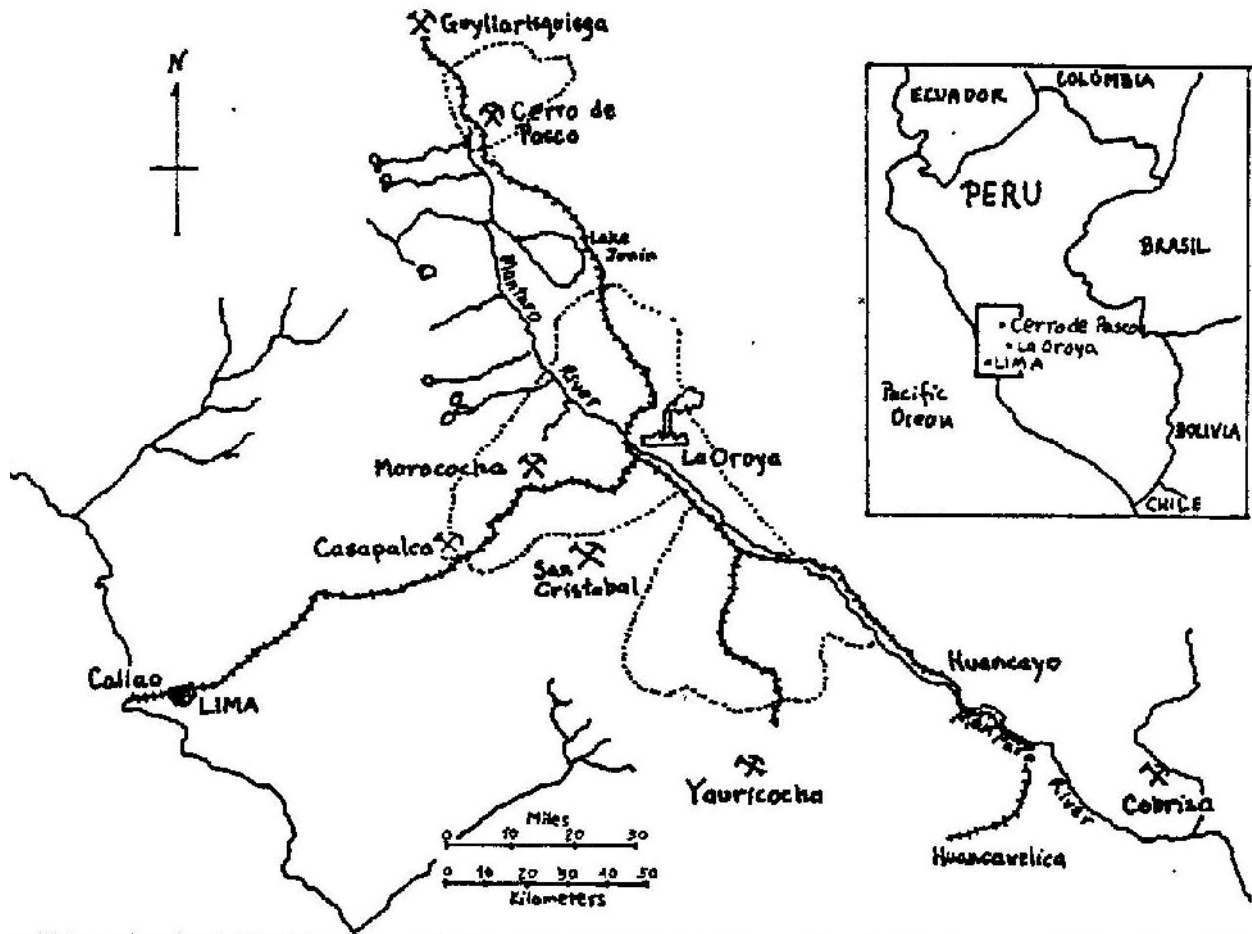 Goyllarisquisga
N
Cerro de
Pasco
Lake
Junín
Mantaro
River
La Oroya
Morococha
Casapalca
San
Cristobal
Callao
LIMA
Huancayo
Mantaro
River
Yauricocha
Cobriza
Huancavelica
Miles
0 10 20 30
0 10 20 30 40 50
Kilometers
ECUADOR
COLÓMBIA
PERU
BRASIL
Cerro de Pasco
La Oroya
LIMA
Pacific
Ocean
BOLIVIA
CHILE